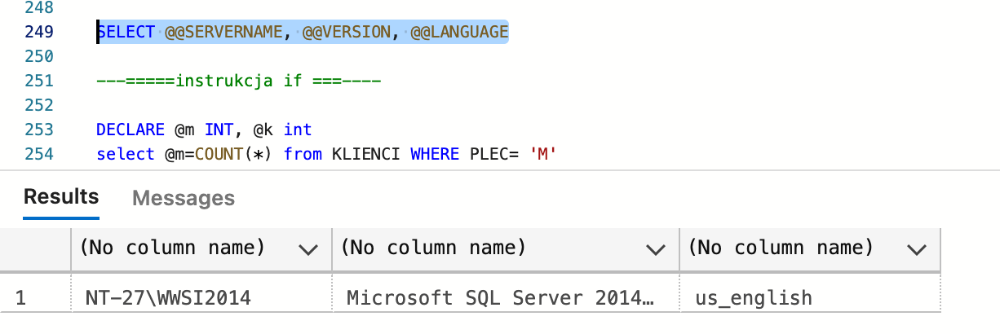 248
249 SELECT @@SERVERNAME, @@VERSION, @@LANGUAGE
250
251 ---=====instrukcja if ===----
252
253 DECLARE @m INT, @k int
254 select @m=COUNT(*) from KLIENCI WHERE PLEC= 'M'
Results Messages
(No column name) (No column name) (No column name)
1 NT-27\WWSI2014 Microsoft SQL Server 2014… us_english